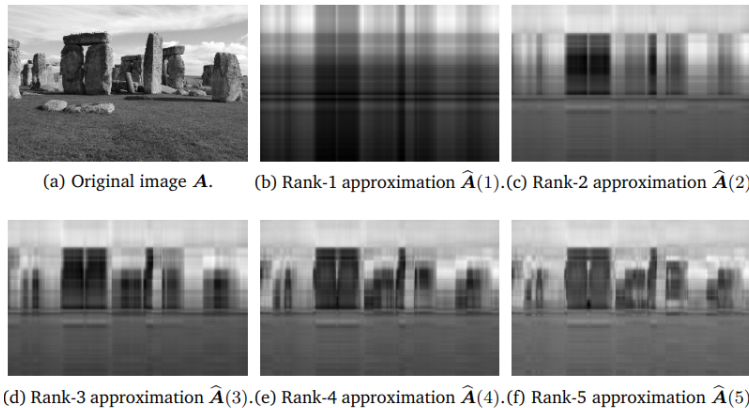 (a) Original image A.
(b) Rank-1 approximation Â(1).
(c) Rank-2 approximation Â(2)
(d) Rank-3 approximation Â(3).
(e) Rank-4 approximation Â(4).
(f) Rank-5 approximation Â(5)